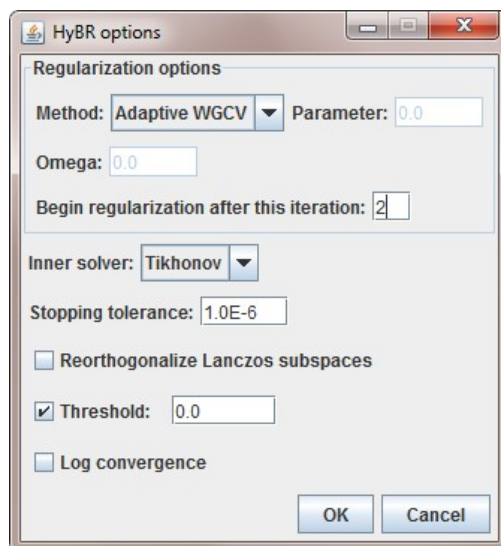 HyBR options
Regularization options
Method: Adaptive WGCV Parameter: 0.0
Omega: 0.0
Begin regularization after this iteration: 2
Inner solver: Tikhonov
Stopping tolerance: 1.0E-6
Reorthogonalize Lanczos subspaces
Threshold: 0.0
Log convergence
OK Cancel